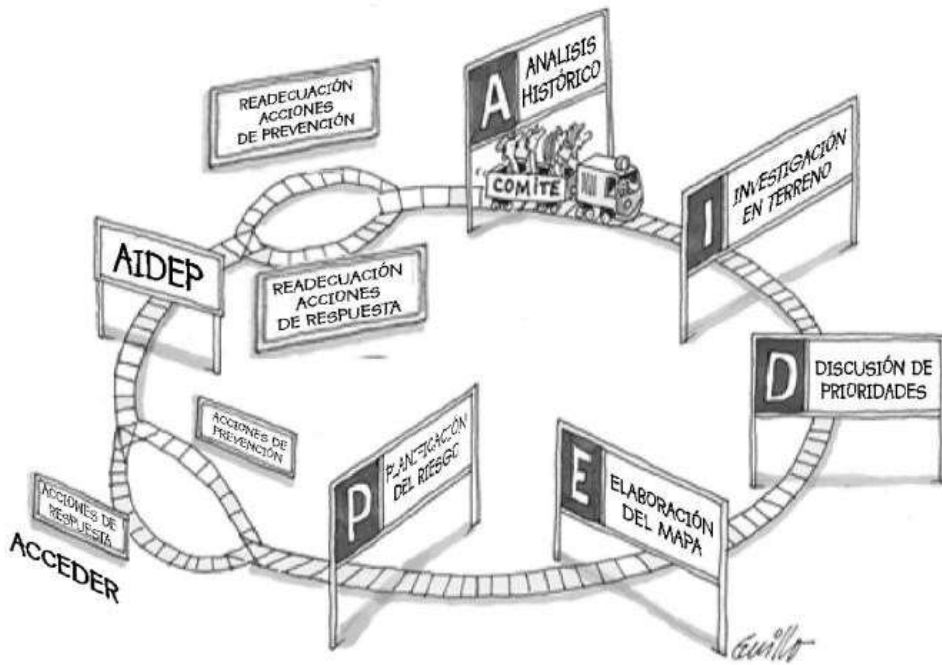 READECUACIÓN
ACCIONES
DE PREVENCIÓN
A
ANALISIS
HISTÓRICO
COMITÉ
I
INVESTIGACIÓN
EN TERRENO
D
DISCUSIÓN DE
PRIORIDADES
E
ELABORACIÓN
DEL MAPA
P
PLANIFICACIÓN
DEL RIESGO
ACCIONES DE
PREVENCIÓN
ACCIONES DE
RESPUESTA
ACCEDER
AIDEP
READECUACIÓN
ACCIONES
DE RESPUESTA